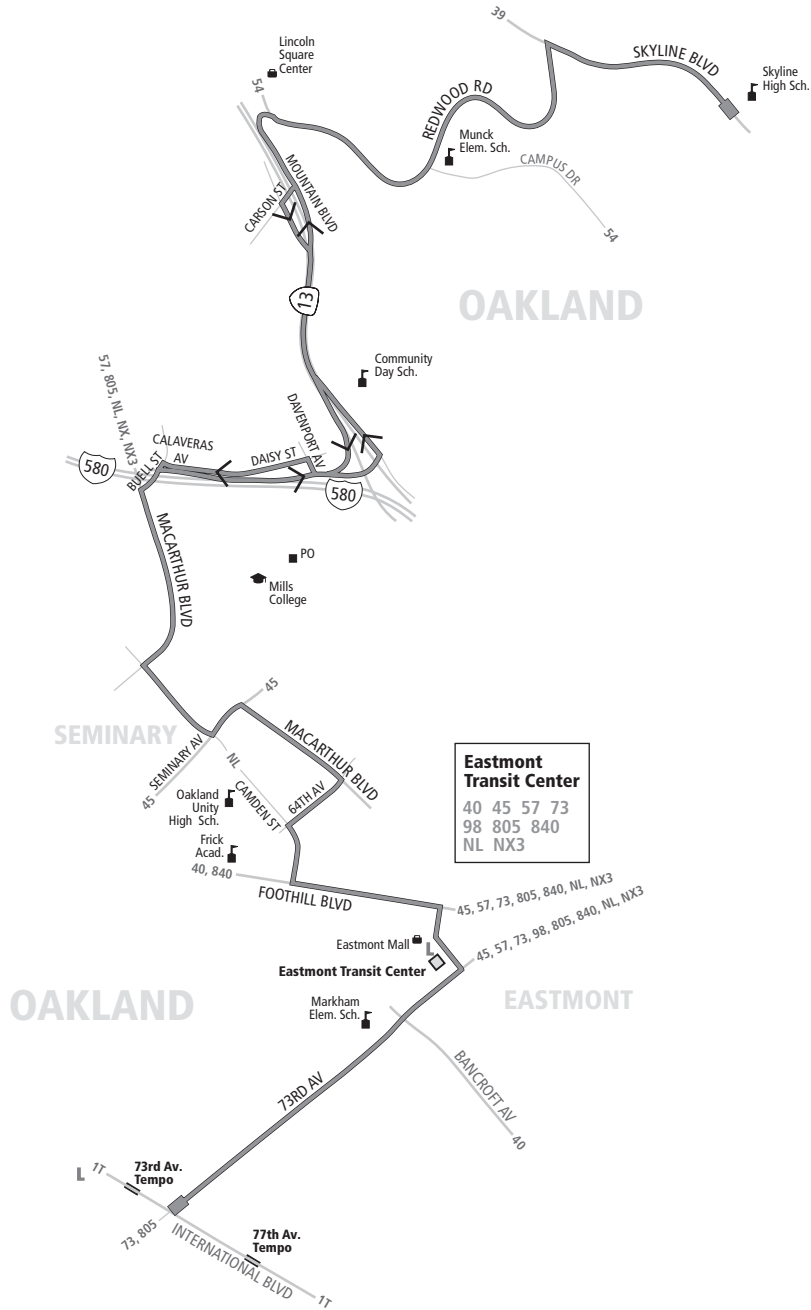 39
SKYLINE BLVD
Lincoln
Square
Center
Skyline
High Sch.
54
REDWOOD RD
Munck
Elem. Sch.
CAMPUS DR
54
MOUNTAIN BLVD
CARSON ST
13
OAKLAND
Community
Day Sch.
57, 805, NL, NX, NX3
CALAVERAS
AV
DAISY ST
DAVENPORT AV
580
BUELL ST
580
MACARTHUR BLVD
PO
Mills
College
45
SEMINARY
MACARTHUR BLVD
SEMINARY AV
NL
45
CAMDEN ST
64TH AV
Oakland
Unity
High Sch.
Frick
Acad.
Eastmont
Transit Center
40 45 57 73
98 805 840
NL NX3
40, 840
FOOTHILL BLVD
45, 57, 73, 805, 840, NL, NX3
45, 57, 73, 98, 805, 840, NL, NX3
Eastmont Mall
L
Eastmont Transit Center
OAKLAND
EASTMONT
Markham
Elem. Sch.
BANCROFT AV
40
73RD AV
L
1T
73rd Av.
Tempo
73, 805
INTERNATIONAL BLVD
77th Av.
Tempo
1T